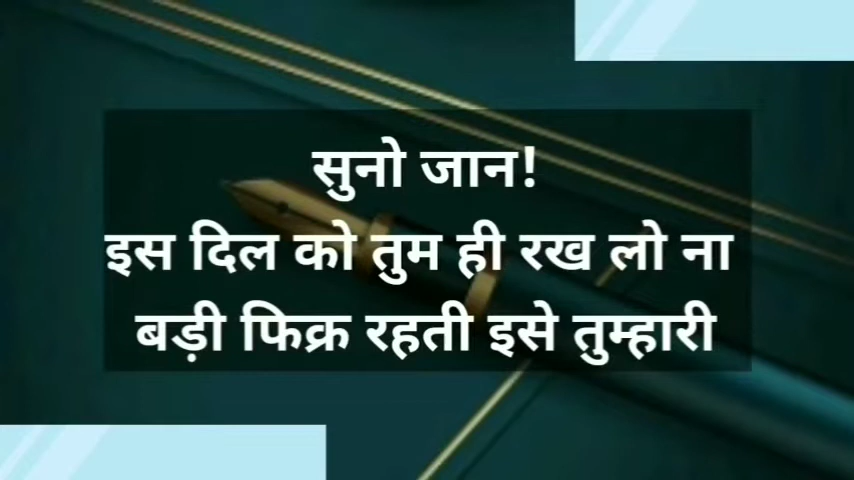 सुनो जान!
इस दिल को तुम ही रख लो ना
बड़ी फिक्र रहती इसे तुम्हारी